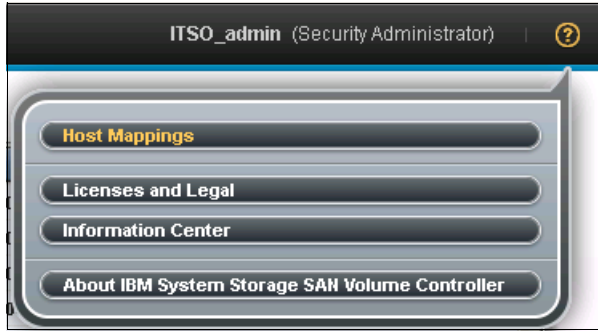 ITSO_admin (Security Administrator) | ?
Host Mappings
Licenses and Legal
Information Center
About IBM System Storage SAN Volume Controller